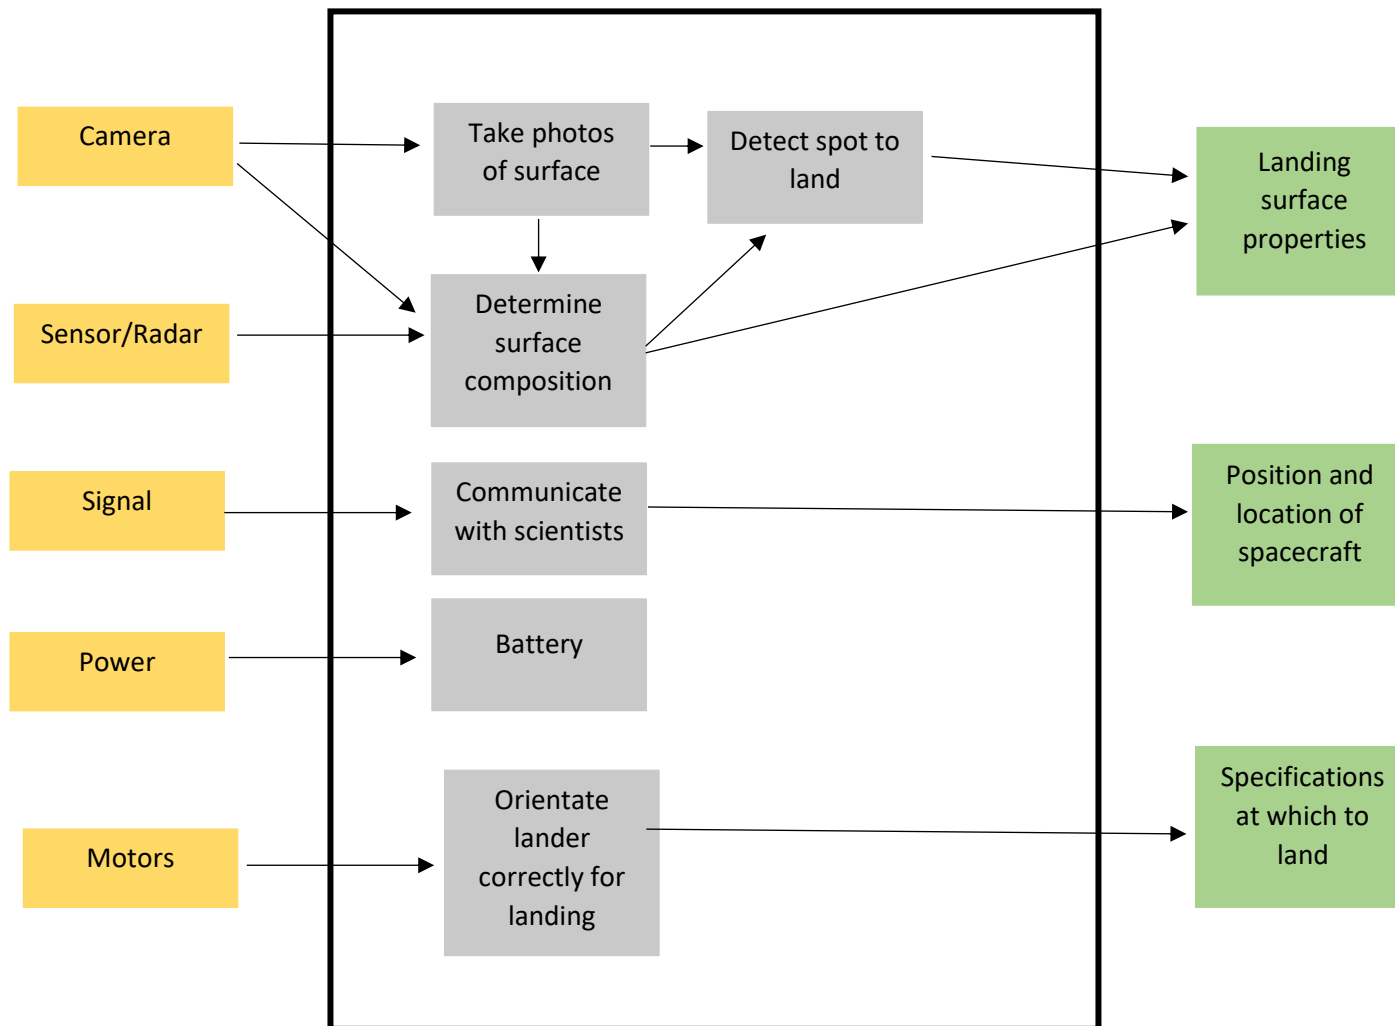 Camera
Take photos
of surface
Detect spot to
land
Landing
surface
properties
Sensor/Radar
Determine
surface
composition
Signal
Communicate
with scientists
Position and
location of
spacecraft
Power
Battery
Motors
Orientate
lander
correctly for
landing
Specifications
at which to
land